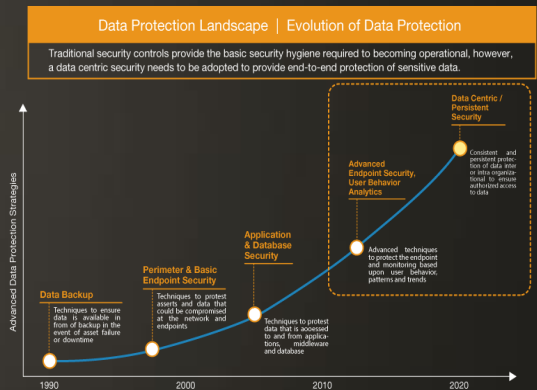 Data Protection Landscape | Evolution of Data Protection
Traditional security controls provide the basic security hygiene required to becoming operational, however,
a data centric security needs to be adopted to provide end-to-end protection of sensitive data.
Advanced Data Protection Strategies
Data Backup
Techniques to ensure
data is available in
from of backup in the
event of asset failure
or downtime
Perimeter & Basic
Endpoint Security
Techniques to protest
asserts and data that
could be compromised
at the network and
endpoints
Application
& Database
Security
Techniques to protest
data that is aooessed
to and from applica-
tions, middleware
and database
Advanced
Endpoint Security,
User Behavior
Analytics
Advanced techniques
to protect the endpoint
and monitoring based
upon user behavior,
patterns and trends
Data Centric /
Persistent
Security
Consistent and
persistent protec-
tion of data inter
or intra organiza-
tional to ensure
authorized access
to data
1990
2000
2010
2020